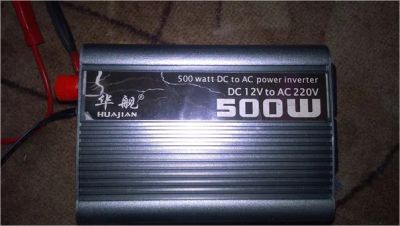 500 watt DC to AC power inverter
DC 12V to AC 220V
500W
华舰®
HUAJIAN